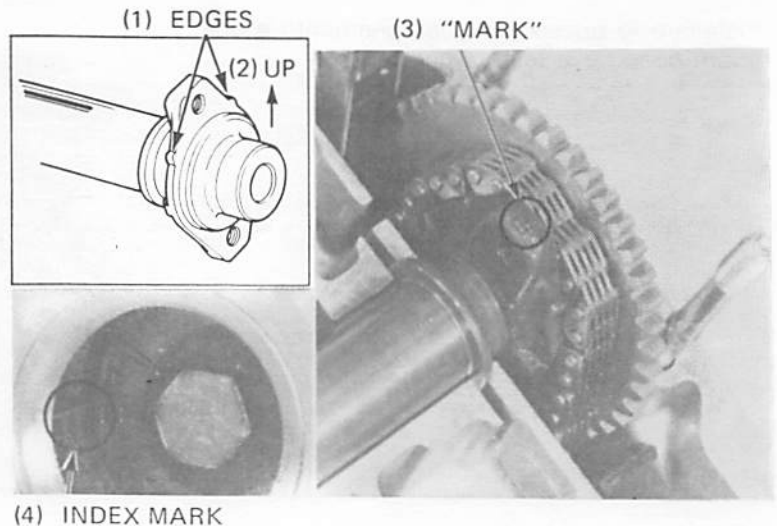 (1) EDGES
(2) UP
(3) "MARK"
(4) INDEX MARK